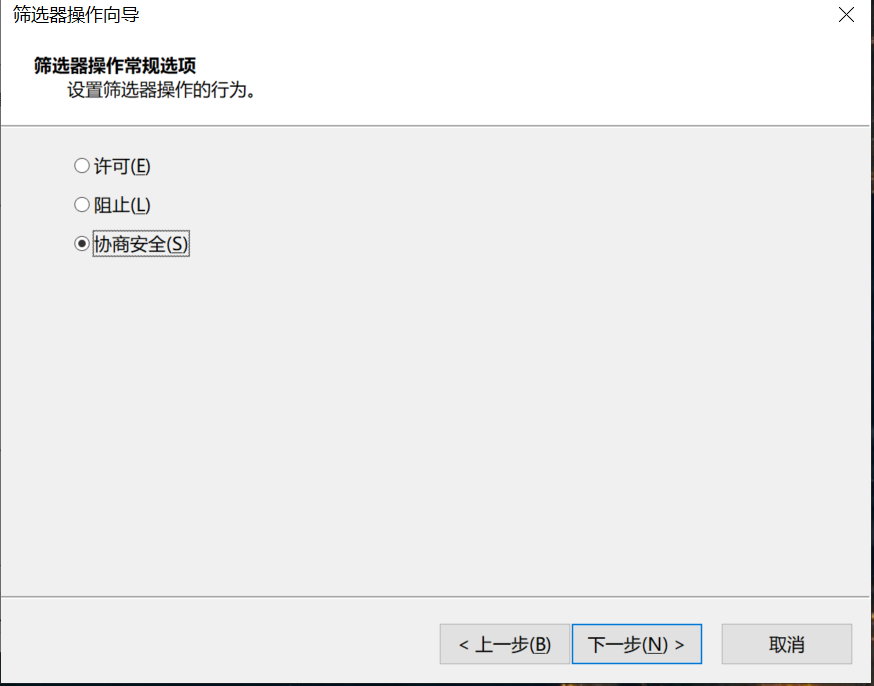 筛选器操作向导
筛选器操作常规选项
设置筛选器操作的行为。
许可(E)
阻止(L)
协商安全(S)
< 上一步(B) 下一步(N) > 取消